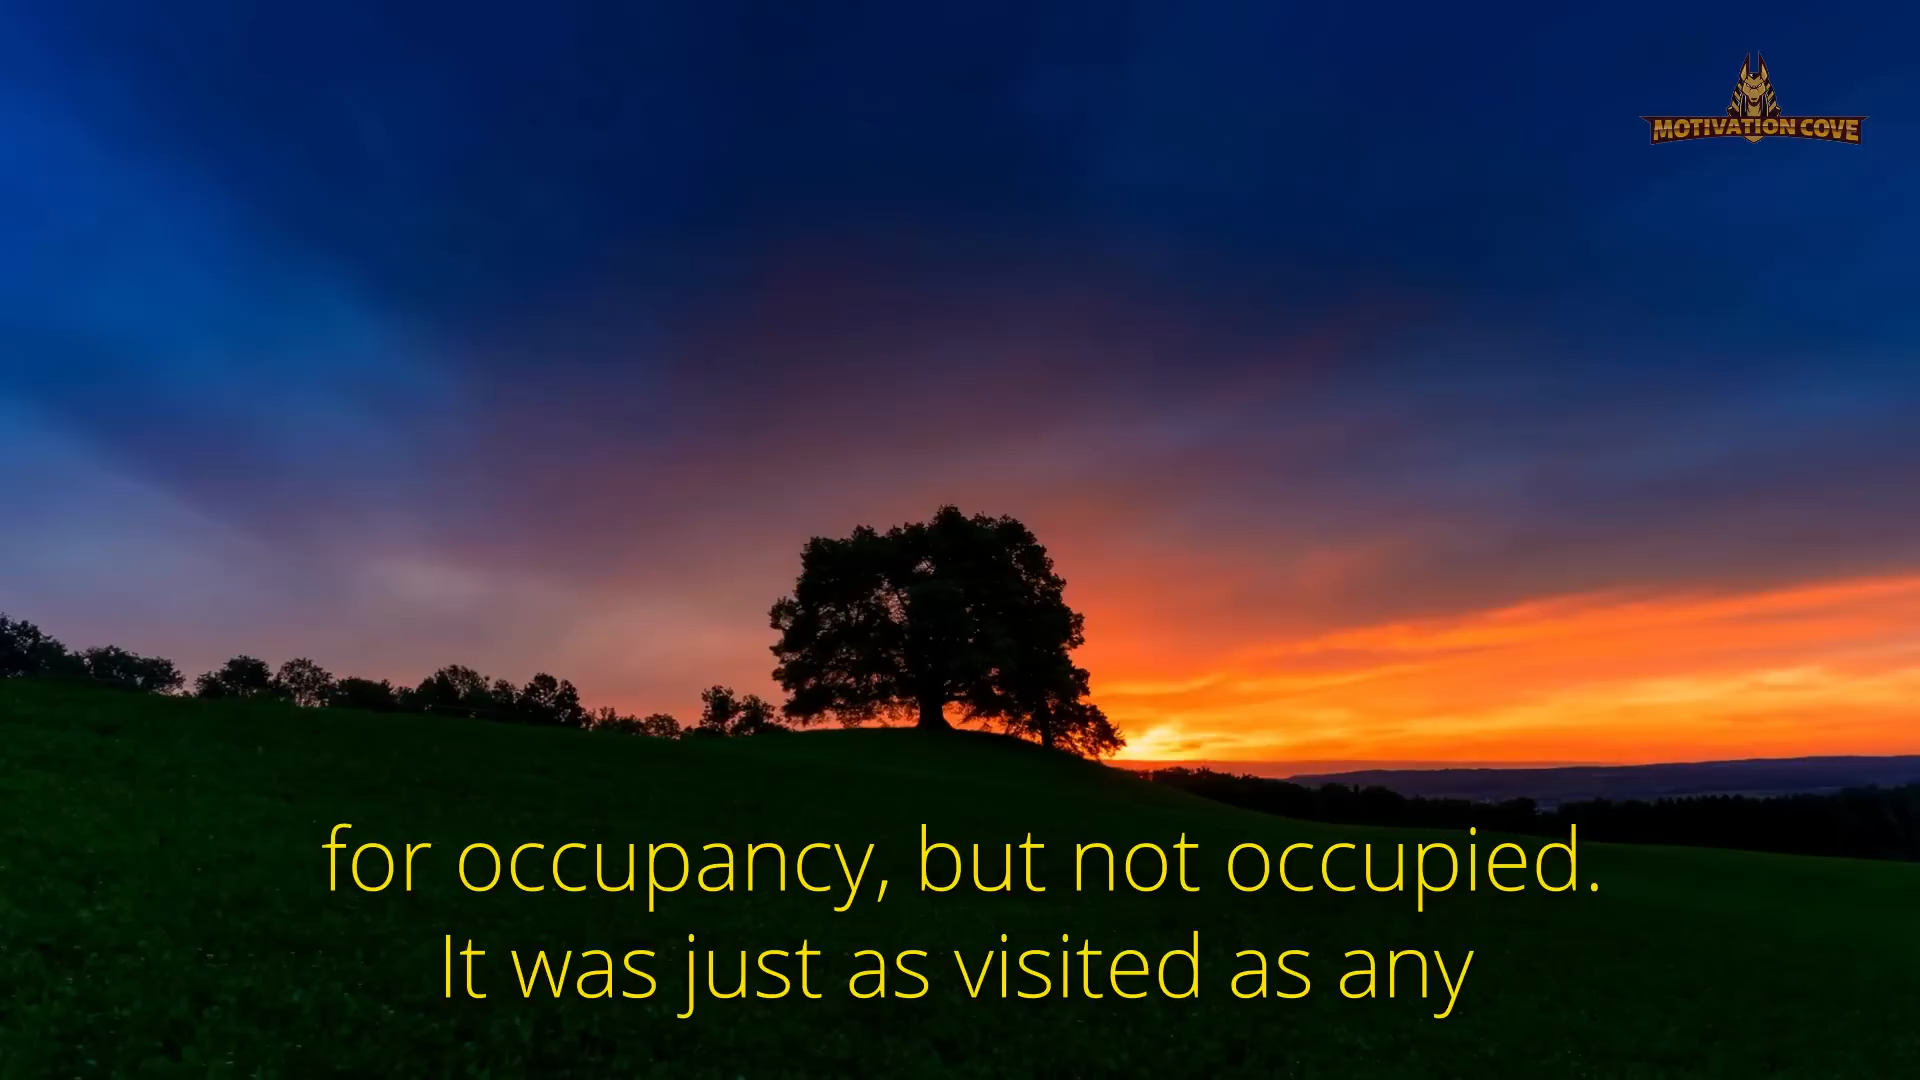 MOTIVATION COVE
for occupancy, but not occupied.
It was just as visited as any